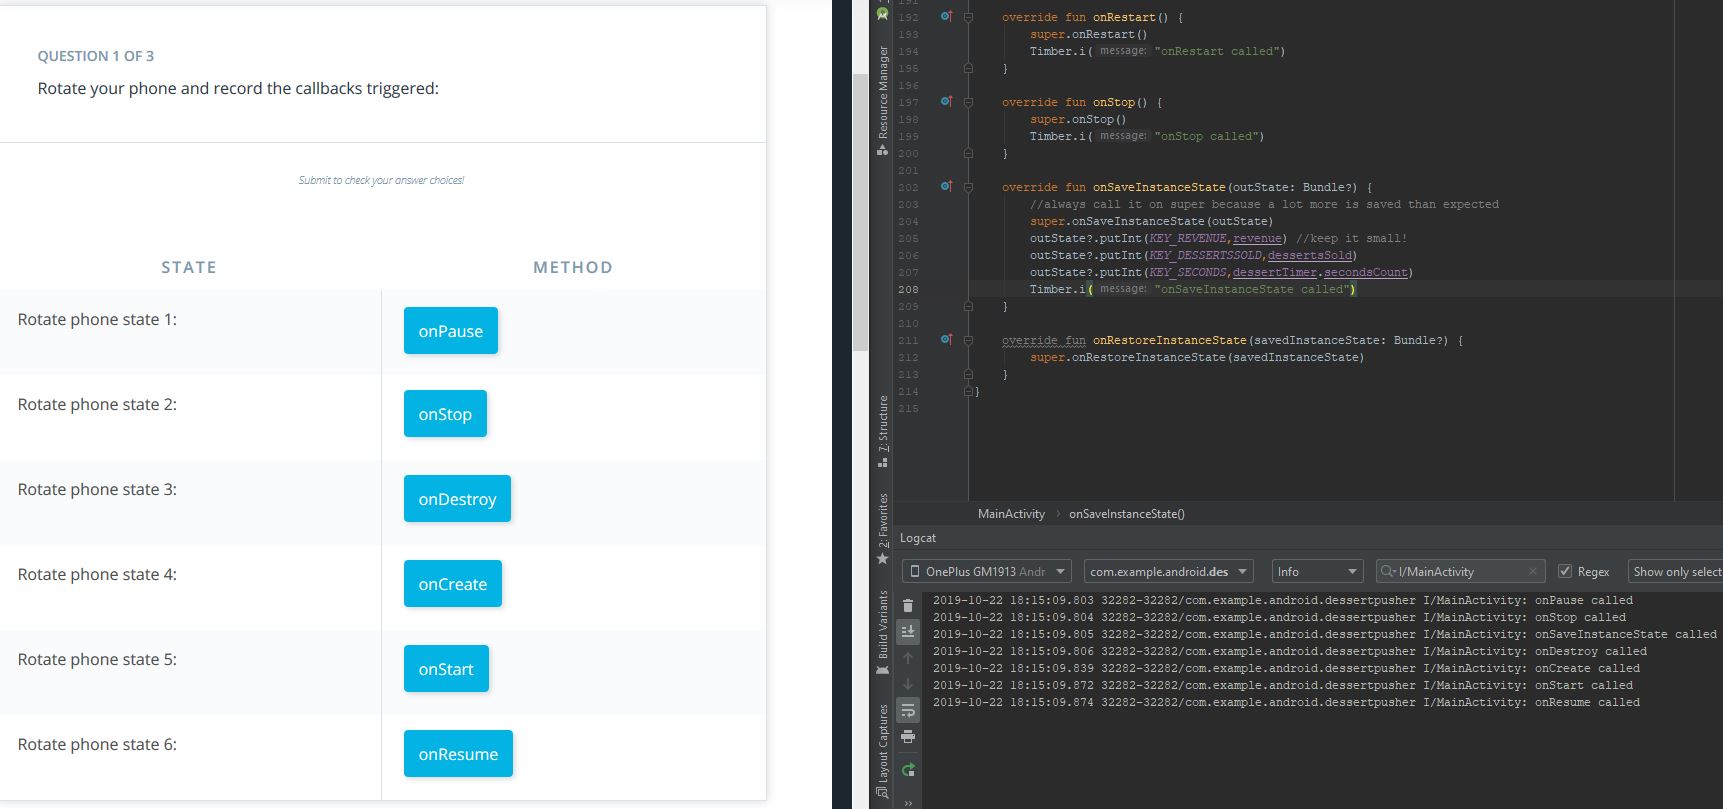 QUESTION 1 OF 3
Rotate your phone and record the callbacks triggered:
Submit to check your answer choices!
STATE METHOD
Rotate phone state 1: onPause
Rotate phone state 2: onStop
Rotate phone state 3: onDestroy
Rotate phone state 4: onCreate
Rotate phone state 5: onStart
Rotate phone state 6: onResume
Resource Manager
7: Structure
2: Favorites
Build Variants
Layout Captures
191
192 override fun onRestart() {
193 super.onRestart()
194 Timber.i( message: "onRestart called")
195 }
196
197 override fun onStop() {
198 super.onStop()
199 Timber.i( message: "onStop called")
200 }
201
202 override fun onSaveInstanceState(outState: Bundle?) {
203 //always call it on super because a lot more is saved than expected
204 super.onSaveInstanceState(outState)
205 outState?.putInt(KEY_REVENUE,revenue) //keep it small!
206 outState?.putInt(KEY_DESSERTSSOLD,dessertsSold)
207 outState?.putInt(KEY_SECONDS,dessertTimer.secondsCount)
208 Timber.i( message: "onSaveInstanceState called")
209 }
210
211 override fun onRestoreInstanceState(savedInstanceState: Bundle?) {
212 super.onRestoreInstanceState(savedInstanceState)
213 }
214 }
215
MainActivity › onSaveInstanceState()
Logcat
OnePlus GM1913 Andr com.example.android.des Info I/MainActivity Regex Show only select
2019-10-22 18:15:09.803 32282-32282/com.example.android.dessertpusher I/MainActivity: onPause called
2019-10-22 18:15:09.804 32282-32282/com.example.android.dessertpusher I/MainActivity: onStop called
2019-10-22 18:15:09.805 32282-32282/com.example.android.dessertpusher I/MainActivity: onSaveInstanceState called
2019-10-22 18:15:09.806 32282-32282/com.example.android.dessertpusher I/MainActivity: onDestroy called
2019-10-22 18:15:09.839 32282-32282/com.example.android.dessertpusher I/MainActivity: onCreate called
2019-10-22 18:15:09.872 32282-32282/com.example.android.dessertpusher I/MainActivity: onStart called
2019-10-22 18:15:09.874 32282-32282/com.example.android.dessertpusher I/MainActivity: onResume called